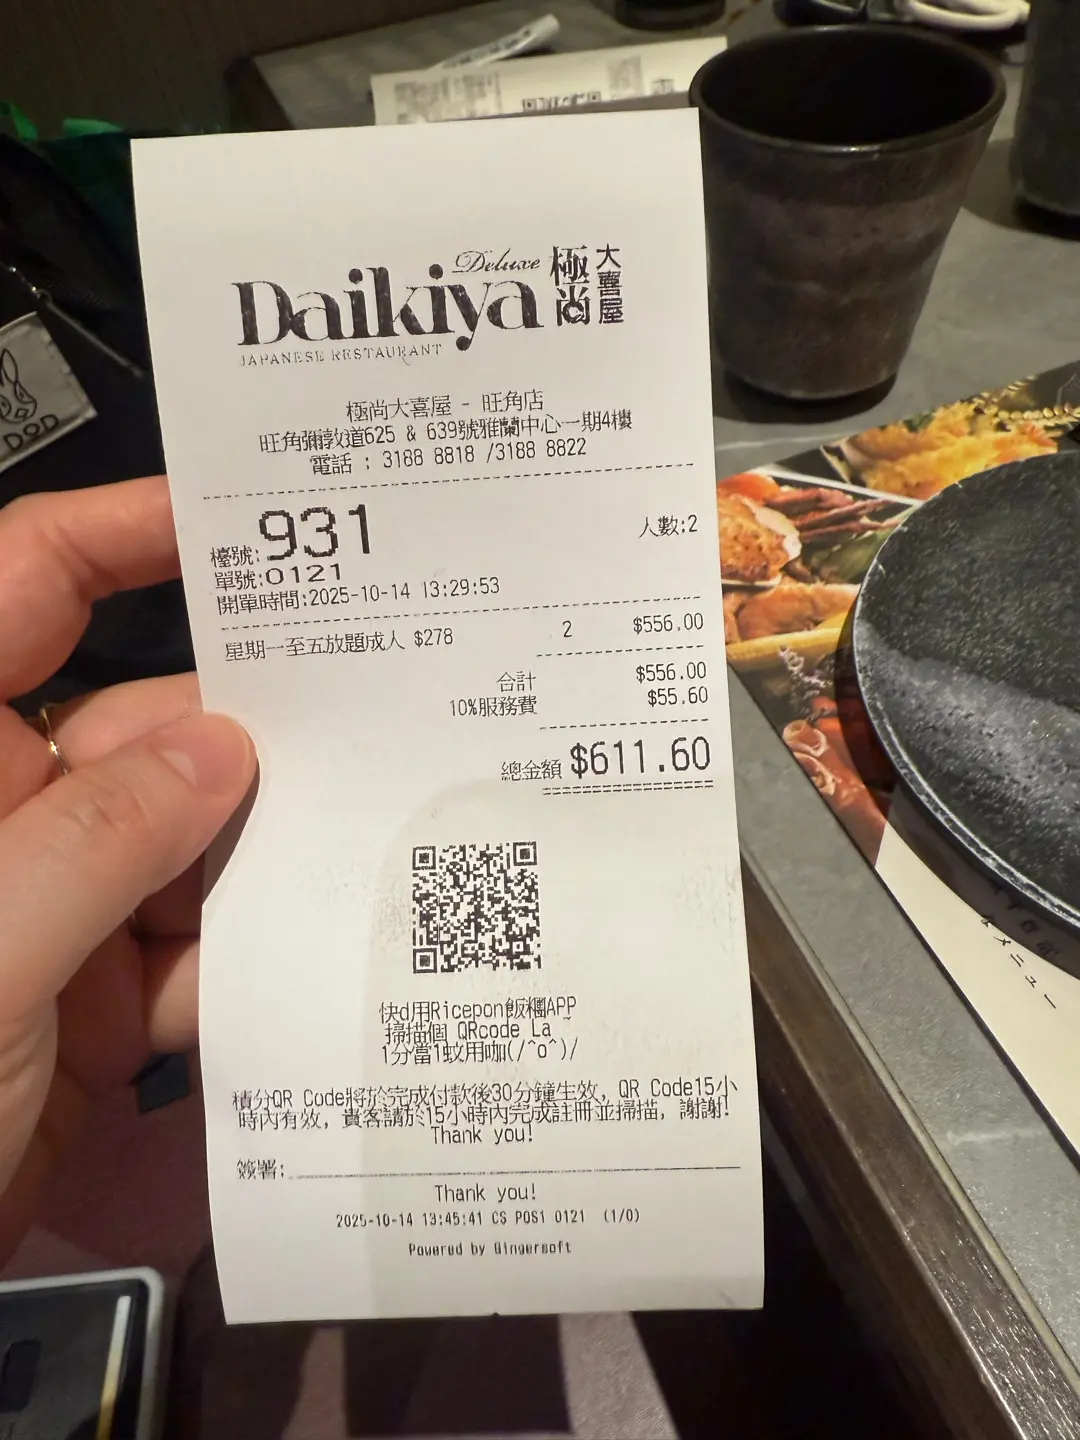 Deluxe
Daikiya
極尚
大喜屋
JAPANESE RESTAURANT
極尚大喜屋 - 旺角店
旺角彌敦道625 & 639號雅蘭中心一期4樓
電話 : 3188 8818 /3188 8822
檯號:931 人數:2
單號:0121
開單時間:2025-10-14 13:29:53
星期一至五放題成人 $278 2 $556.00
合計 $556.00
10%服務費 $55.60
總金額 $611.60
快d用Ricepon飯糰APP
掃描個 QRcode La ~
1分當1蚊用咖(/^o^)/
積分QR Code將於完成付款後30分鐘生效, QR Code15小
時內有效, 貴客請於15小時內完成註冊並掃描, 謝謝!
Thank you!
簽署:
Thank you!
2025-10-14 13:45:41 CS POS1 0121 (1/0)
Powered by Gingersoft
DOD
メニュー